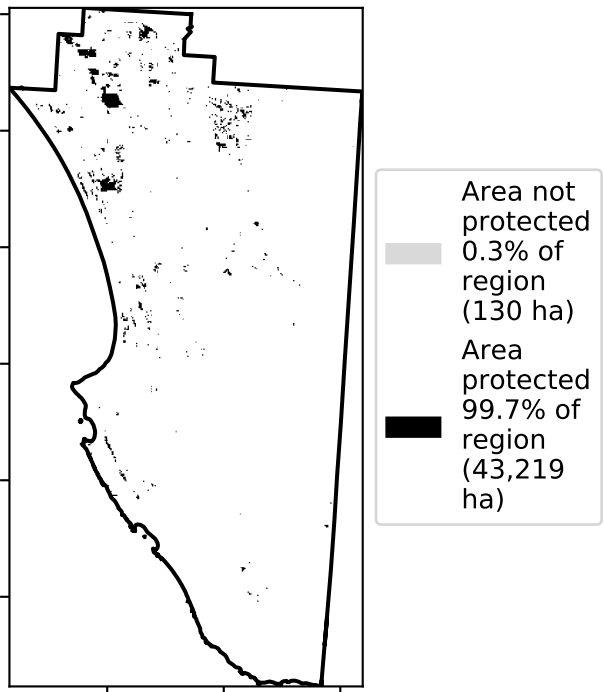 Area not
protected
0.3% of
region
(130 ha)
Area
protected
99.7% of
region
(43,219
ha)